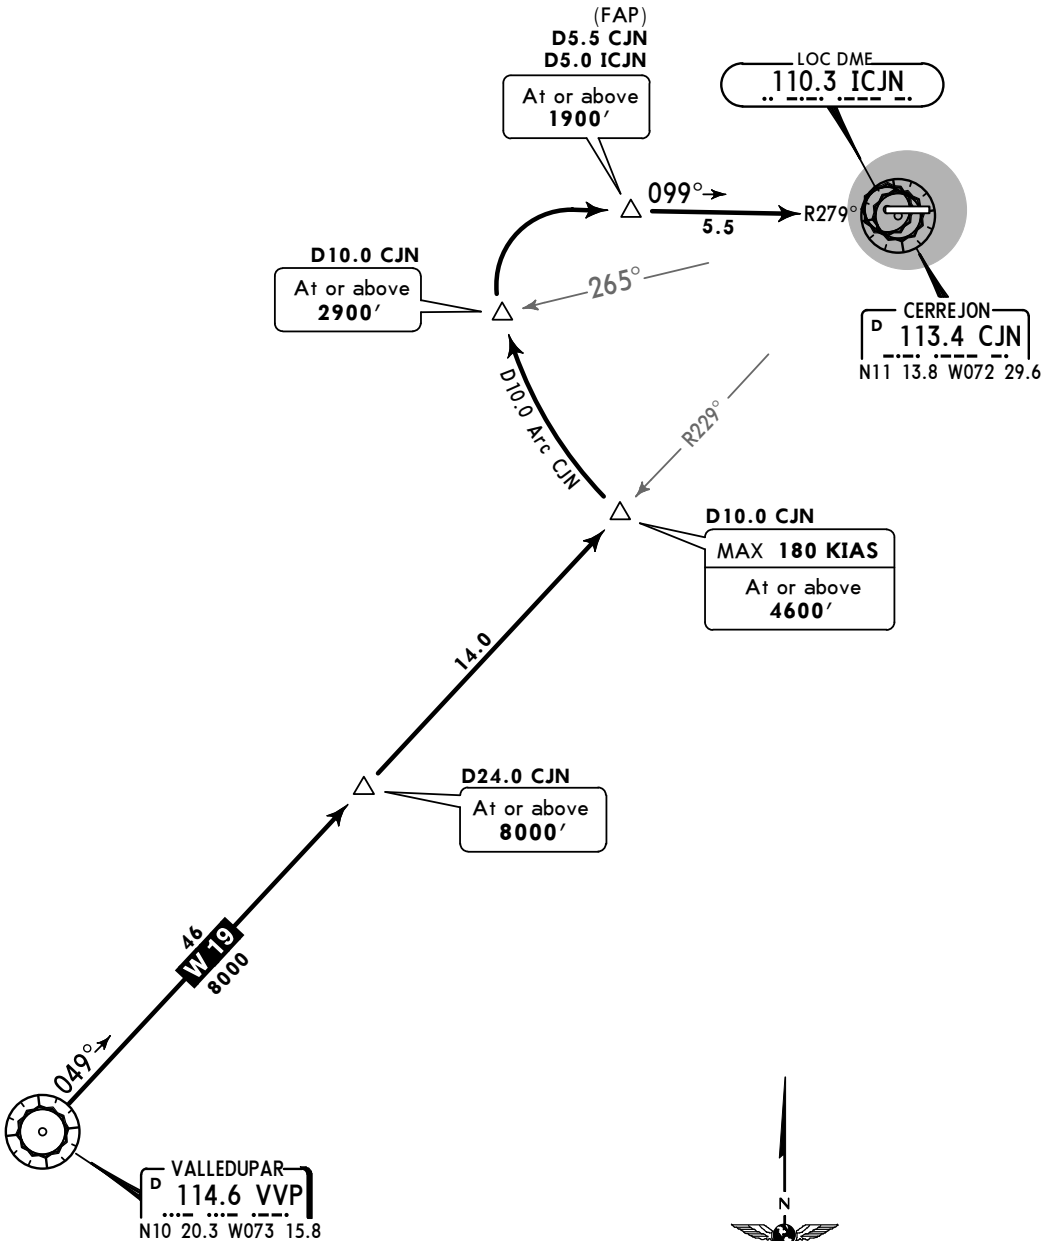 (FAP)
D5.5 CJN
D5.0 ICJN
At or above
1900′
LOC DME
110.3 ICJN
099°
5.5
R279°
D10.0 CJN
At or above
2900′
265°
CERREJON
D 113.4 CJN
N11 13.8 W072 29.6
D10.0 Arc CJN
R229°
D10.0 CJN
MAX 180 KIAS
At or above
4600′
14.0
D24.0 CJN
At or above
8000′
46
W 19
8000
049°
VALLEDUPAR
D 114.6 VVP
N10 20.3 W073 15.8
N